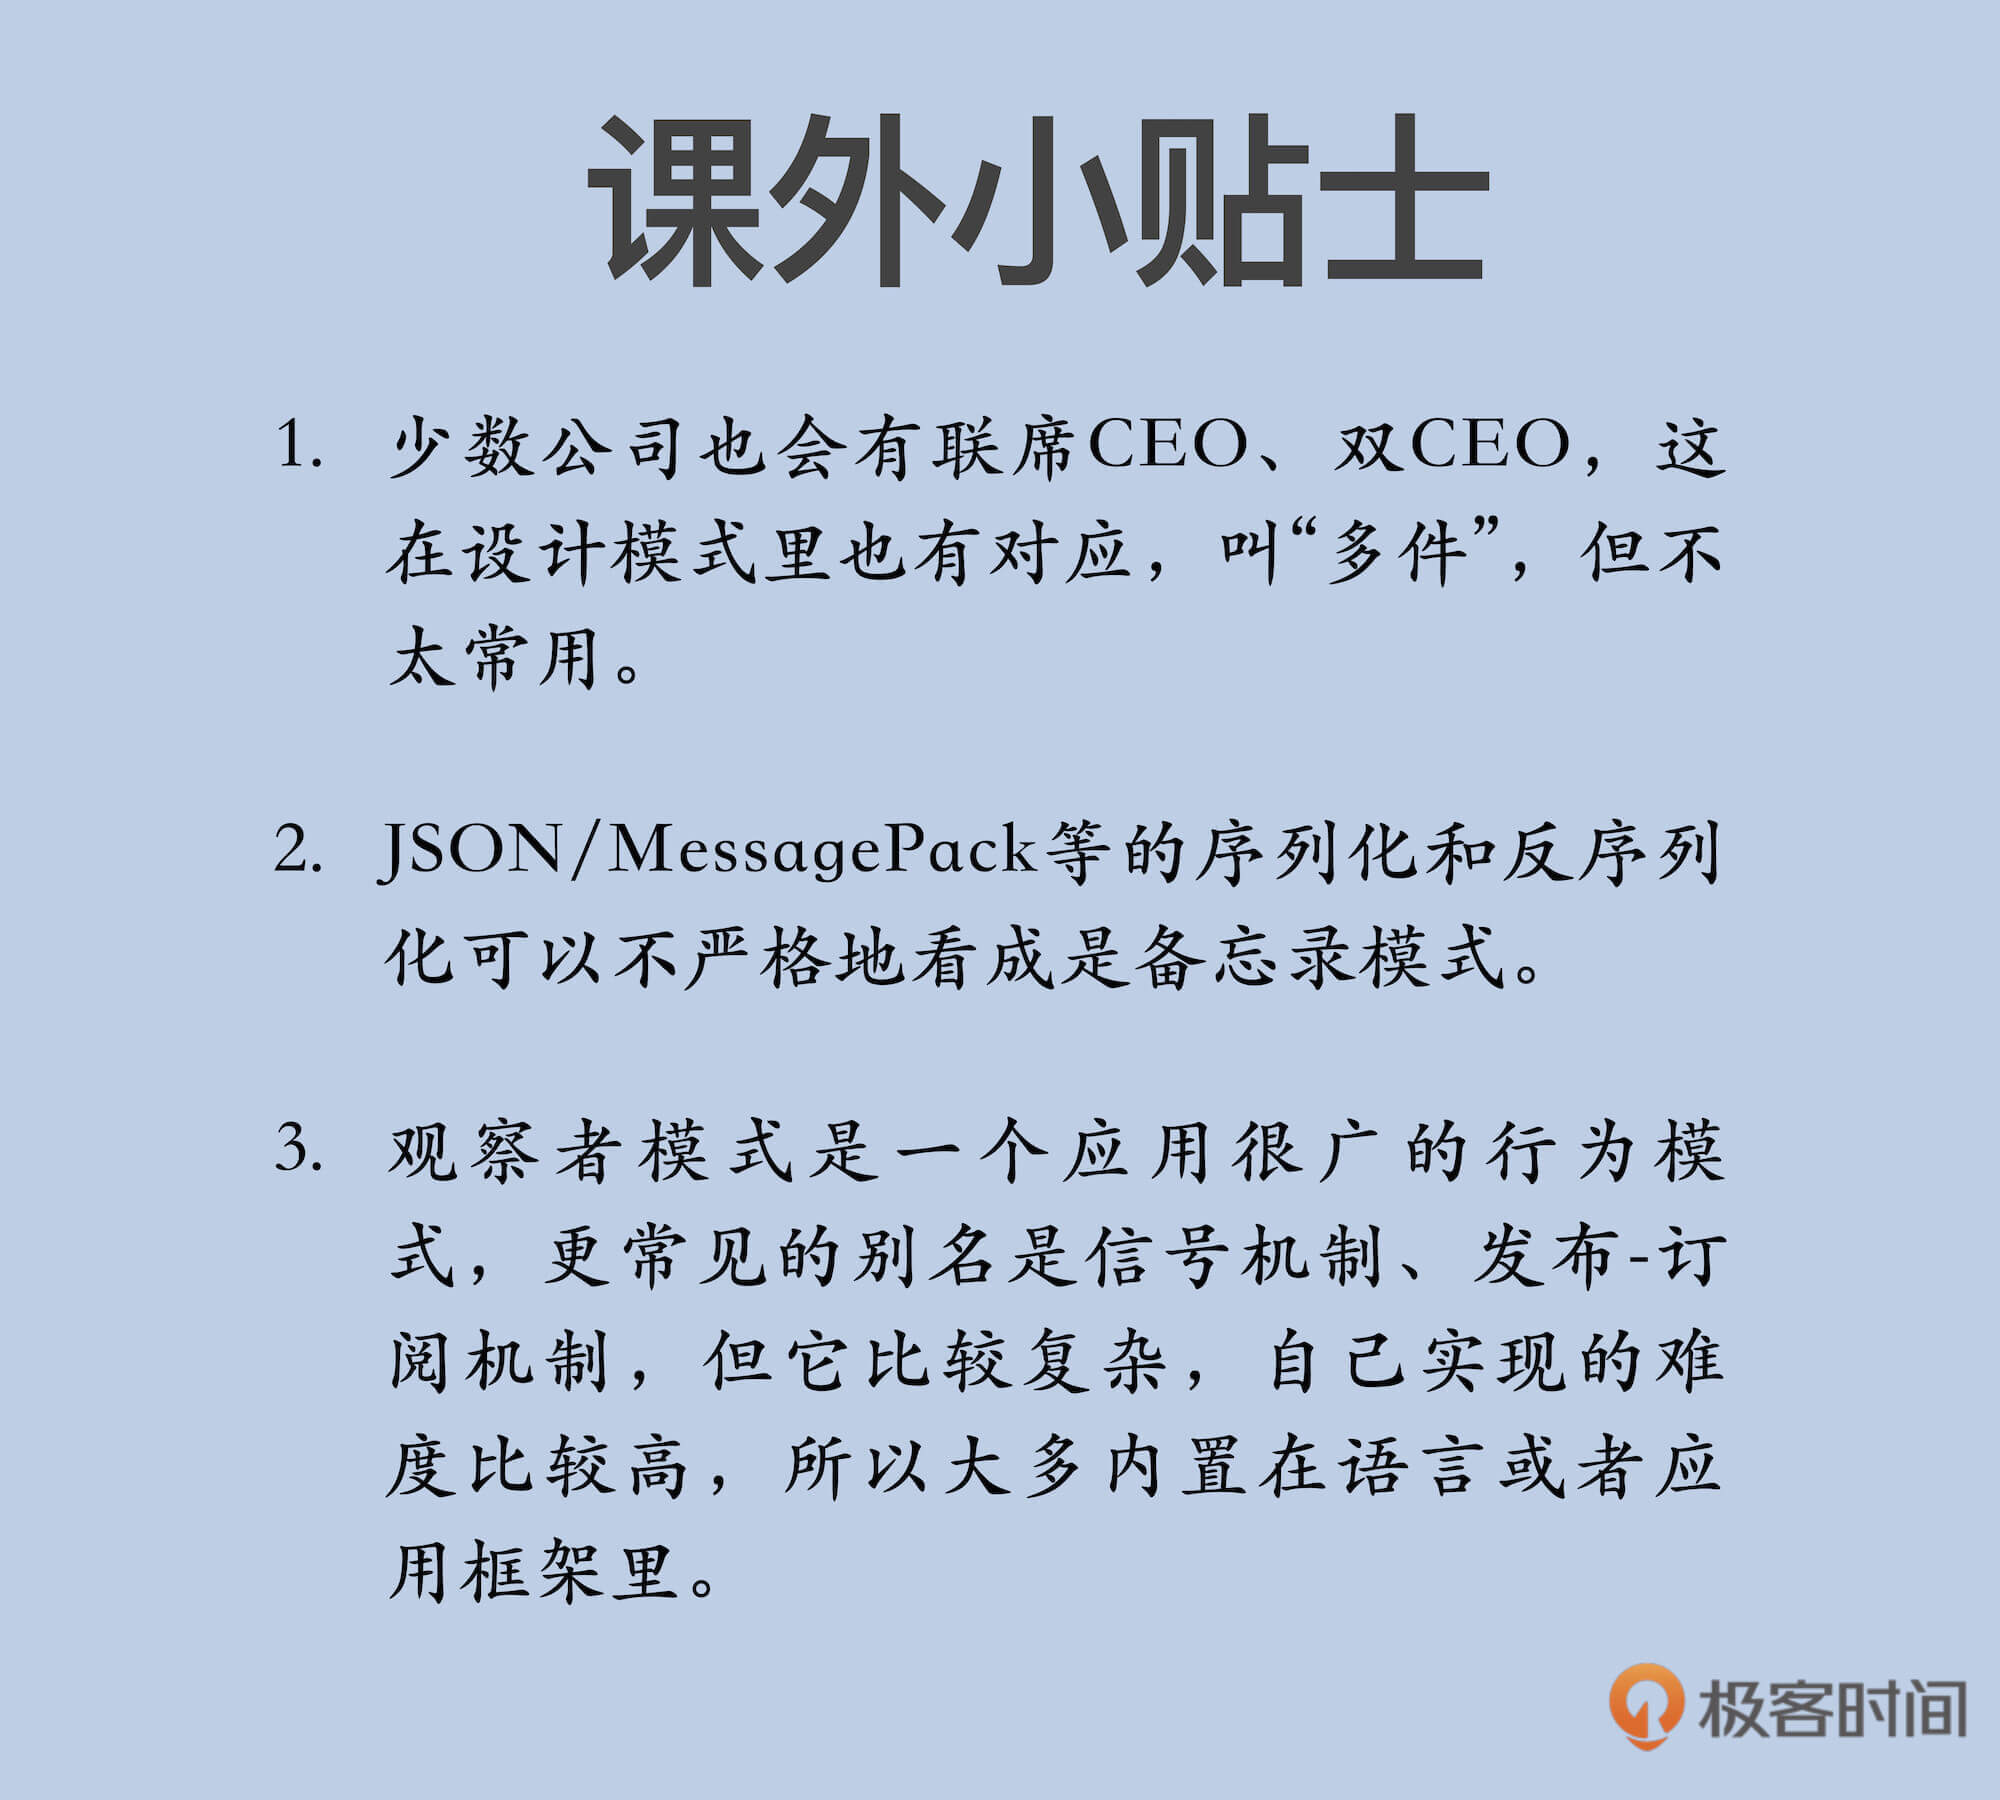 课外小贴士
1. 少数公司也会有联席CEO、双CEO，这
在设计模式里也有对应，叫“多件”，但不
太常用。
2. JSON/MessagePack等的序列化和反序列
化可以不严格地看成是备忘录模式。
3. 观察者模式是一个应用很广的行为模
式，更常见的别名是信号机制、发布-订
阅机制，但它比较复杂，自己实现的难
度比较高，所以大多内置在语言或者应
用框架里。
极客时间